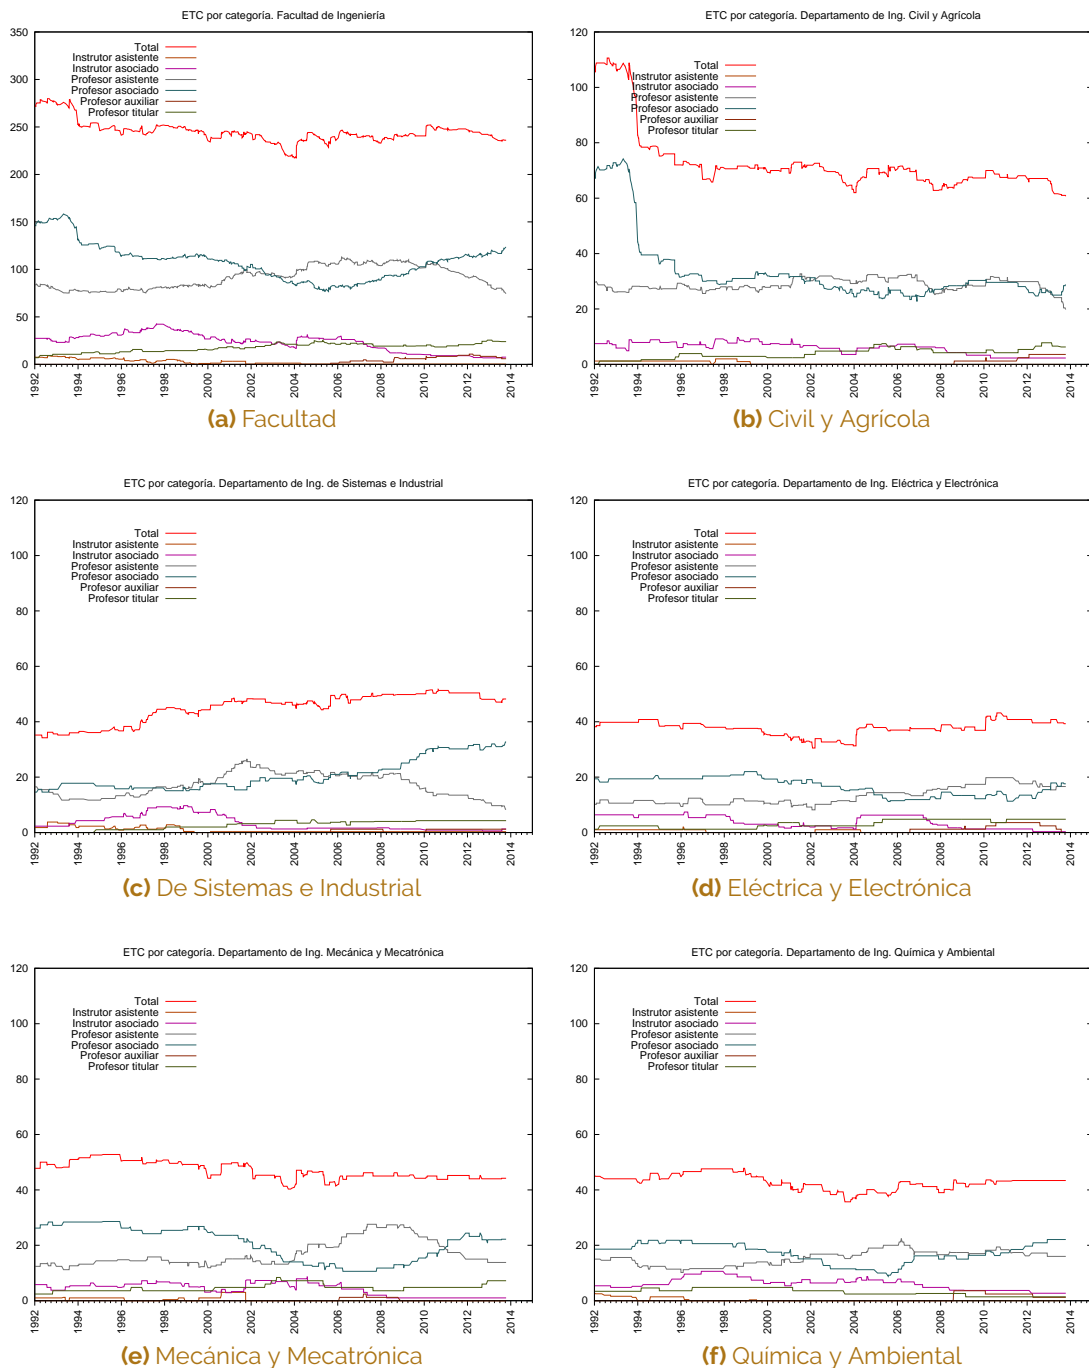 ETC por categoría. Facultad de Ingeniería
350
300
250
200
150
100
50
0
Total
Instrutor asistente
Instrutor asociado
Profesor asistente
Profesor asociado
Profesor auxiliar
Profesor titular
1992 1994 1996 1998 2000 2002 2004 2006 2008 2010 2012 2014
(a) Facultad
ETC por categoría. Departamento de Ing. Civil y Agrícola
120
100
80
60
40
20
0
Total
Instrutor asistente
Instrutor asociado
Profesor asistente
Profesor asociado
Profesor auxiliar
Profesor titular
1992 1994 1996 1998 2000 2002 2004 2006 2008 2010 2012 2014
(b) Civil y Agrícola
ETC por categoría. Departamento de Ing. de Sistemas e Industrial
120
100
80
60
40
20
0
Total
Instrutor asistente
Instrutor asociado
Profesor asistente
Profesor asociado
Profesor auxiliar
Profesor titular
1992 1994 1996 1998 2000 2002 2004 2006 2008 2010 2012 2014
(c) De Sistemas e Industrial
ETC por categoría. Departamento de Ing. Eléctrica y Electrónica
120
100
80
60
40
20
0
Total
Instrutor asistente
Instrutor asociado
Profesor asistente
Profesor asociado
Profesor auxiliar
Profesor titular
1992 1994 1996 1998 2000 2002 2004 2006 2008 2010 2012 2014
(d) Eléctrica y Electrónica
ETC por categoría. Departamento de Ing. Mecánica y Mecatrónica
120
100
80
60
40
20
0
Total
Instrutor asistente
Instrutor asociado
Profesor asistente
Profesor asociado
Profesor auxiliar
Profesor titular
1992 1994 1996 1998 2000 2002 2004 2006 2008 2010 2012 2014
(e) Mecánica y Mecatrónica
ETC por categoría. Departamento de Ing. Química y Ambiental
120
100
80
60
40
20
0
Total
Instrutor asistente
Instrutor asociado
Profesor asistente
Profesor asociado
Profesor auxiliar
Profesor titular
1992 1994 1996 1998 2000 2002 2004 2006 2008 2010 2012 2014
(f) Química y Ambiental